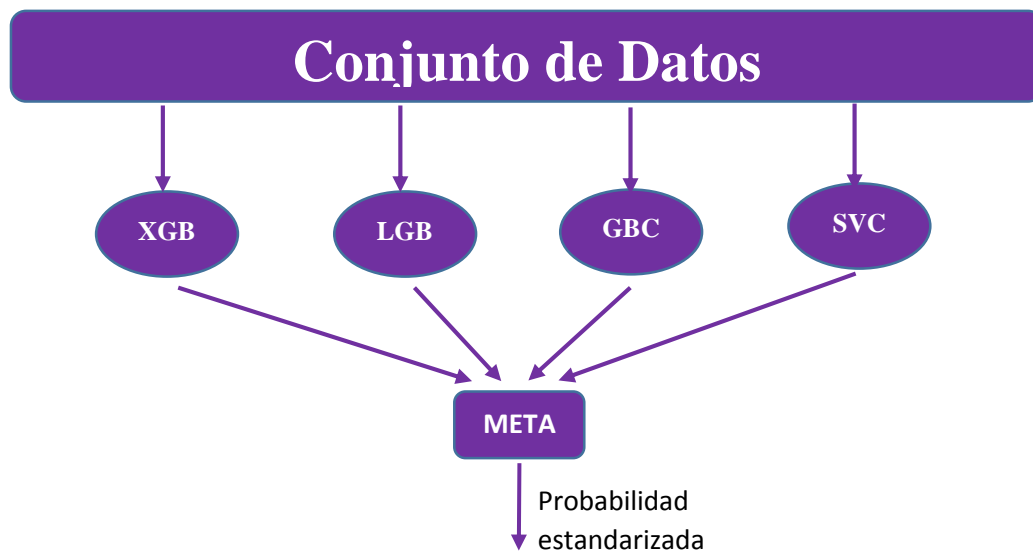 Conjunto de Datos
XGB
LGB
GBC
SVC
META
Probabilidad
estandarizada